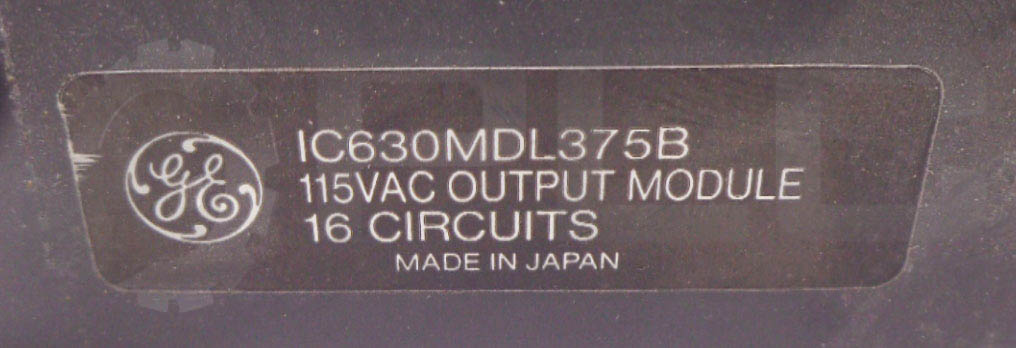 GE
IC630MDL375B
115VAC OUTPUT MODULE
16 CIRCUITS
MADE IN JAPAN